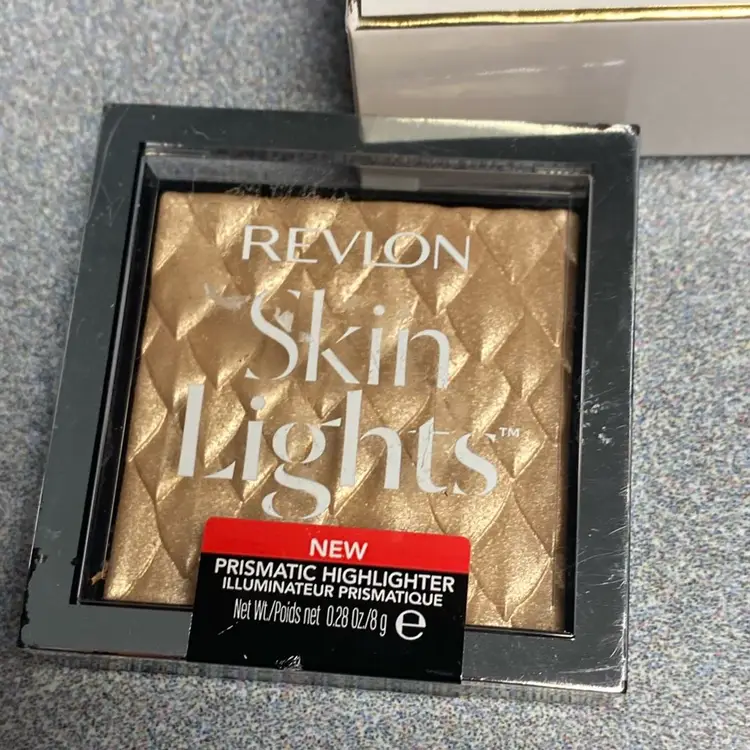 REVLON
Skin
Lights™
NEW
PRISMATIC HIGHLIGHTER
ILLUMINATEUR PRISMATIQUE
Net Wt./Poids net 0.28 Oz/8 g e